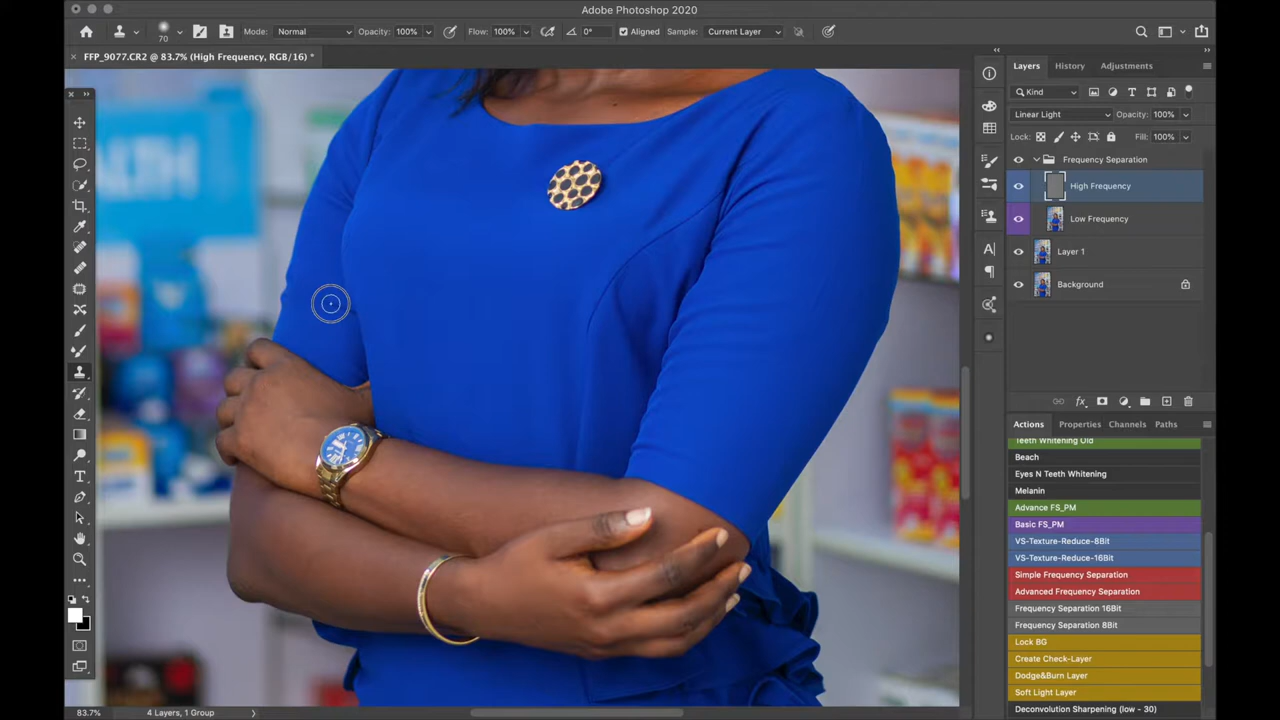 Adobe Photoshop 2020
70
Mode: Normal Opacity: 100% Flow: 100% 0° Aligned Sample: Current Layer
FFP_9077.CR2 @ 83.7% (High Frequency, RGB/16) *
Layers History Adjustments
Kind
Linear Light Opacity: 100%
Lock: Fill: 100%
Frequency Separation
High Frequency
Low Frequency
Layer 1
Background
Actions Properties Channels Paths
Teeth Whitening Old
Beach
Eyes N Teeth Whitening
Melanin
Advance FS_PM
Basic FS_PM
VS-Texture-Reduce-8Bit
VS-Texture-Reduce-16Bit
Simple Frequency Separation
Advanced Frequency Separation
Frequency Separation 16Bit
Frequency Separation 8Bit
Lock BG
Create Check-Layer
Dodge&Burn Layer
Soft Light Layer
Deconvolution Sharpening (low - 30)
EALTH
83.7% 4 Layers, 1 Group